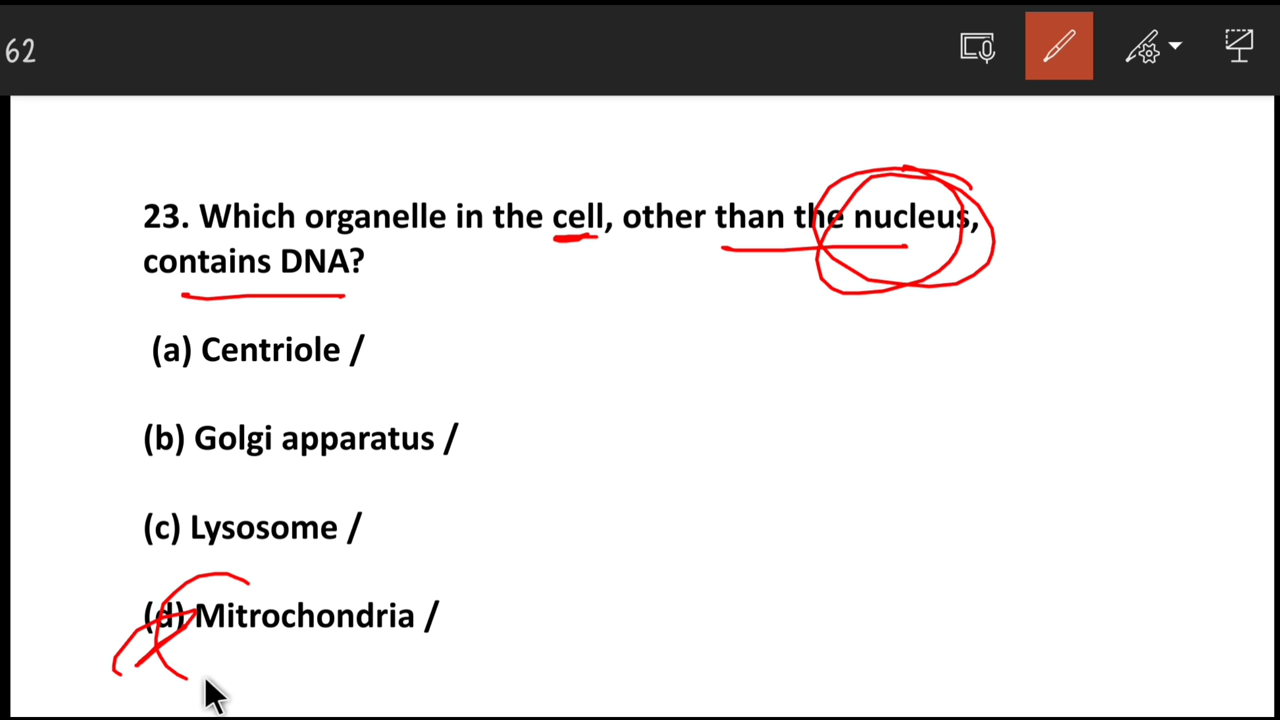 62
23. Which organelle in the cell, other than the nucleus,
contains DNA?
(a) Centriole /
(b) Golgi apparatus /
(c) Lysosome /
(d) Mitrochondria /